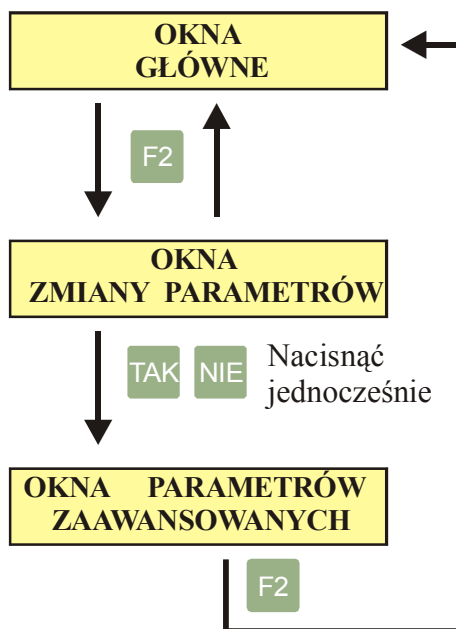 OKNA
GŁÓWNE
F2
OKNA
ZMIANY PARAMETRÓW
TAK NIE Nacisnąć
jednocześnie
OKNA PARAMETRÓW
ZAAWANSOWANYCH
F2